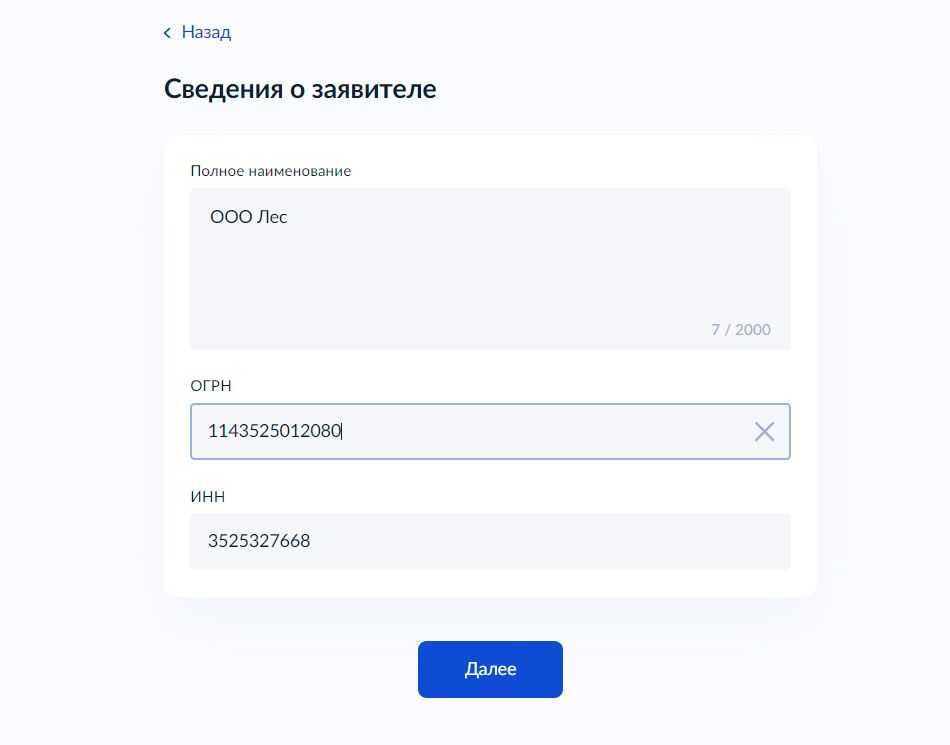 Назад
Сведения о заявителе
Полное наименование
ООО Лес
7 / 2000
ОГРН
1143525012080
ИНН
3525327668
Далее